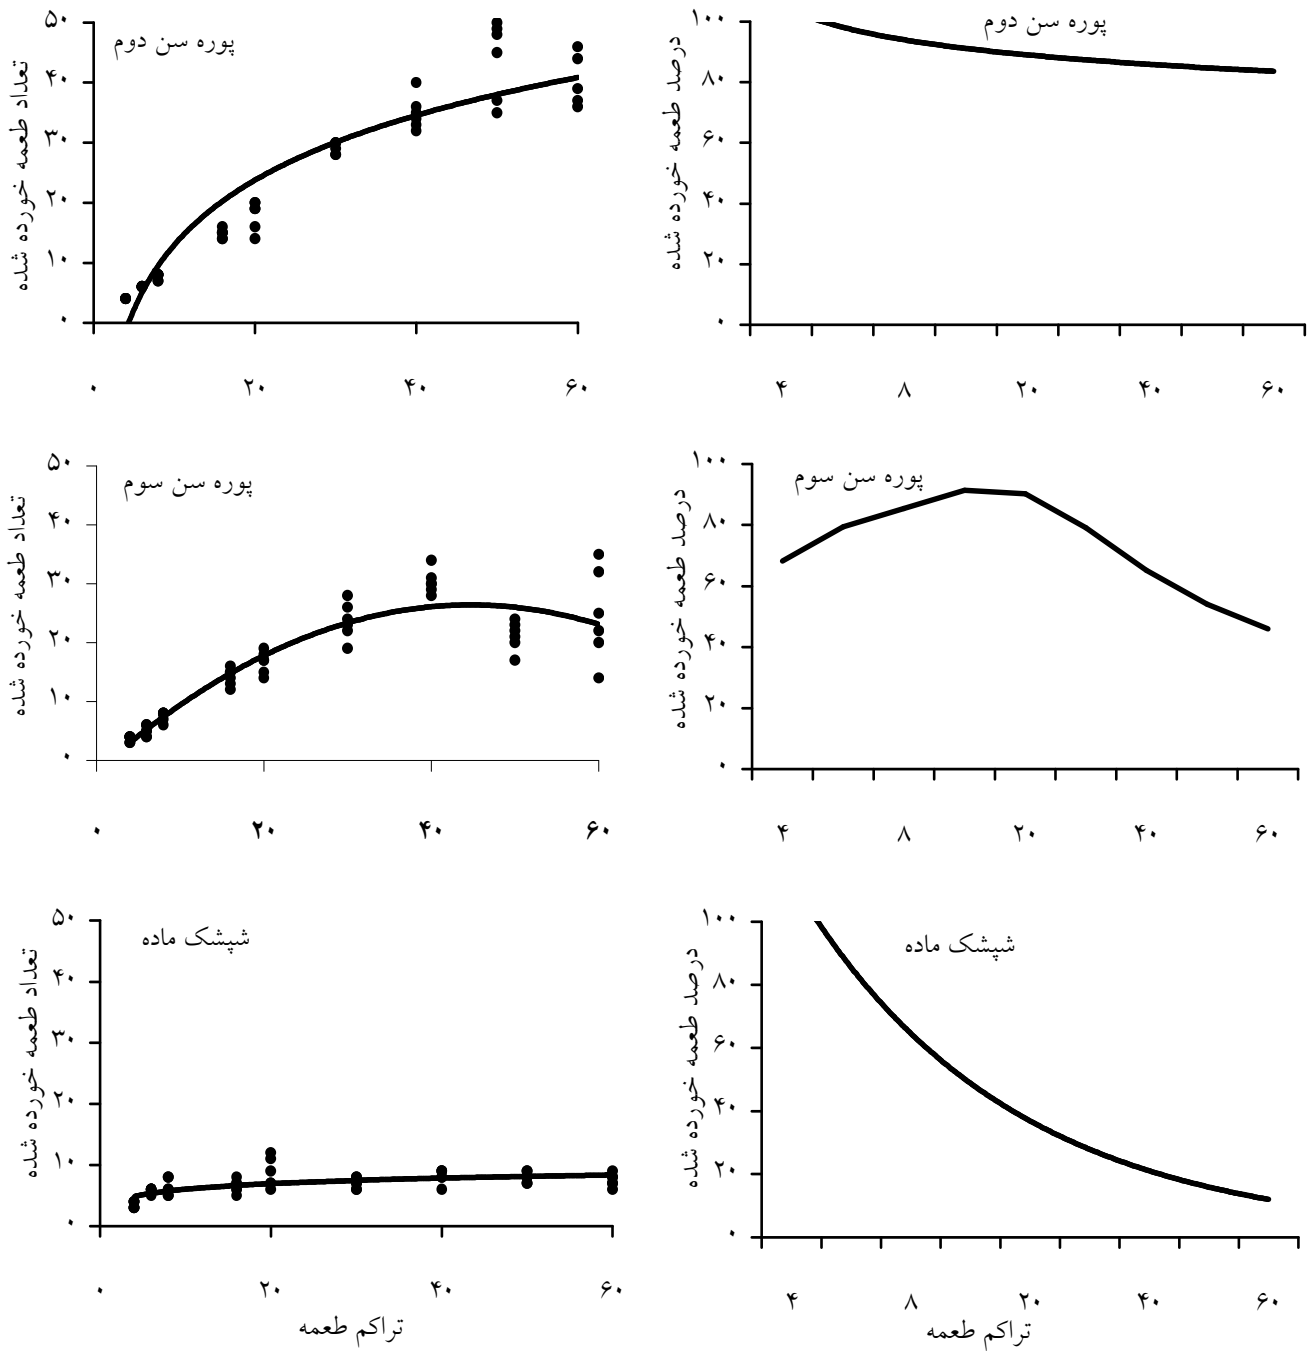 پوره سن دوم
تعداد طعمه خورده شده
۵۰
۴۰
۳۰
۲۰
۱۰
۰
۰ ۲۰ ۴۰ ۶۰
پوره سن دوم
درصد طعمه خورده شده
۱۰۰
۸۰
۶۰
۴۰
۲۰
۰
۴ ۸ ۲۰ ۴۰ ۶۰
پوره سن سوم
تعداد طعمه خورده شده
۵۰
۴۰
۳۰
۲۰
۱۰
۰
۰ ۲۰ ۴۰ ۶۰
پوره سن سوم
درصد طعمه خورده شده
۱۰۰
۸۰
۶۰
۴۰
۲۰
۰
۴ ۸ ۲۰ ۴۰ ۶۰
شپشک ماده
تعداد طعمه خورده شده
۵۰
۴۰
۳۰
۲۰
۱۰
۰
۰ ۲۰ ۴۰ ۶۰
تراکم طعمه
شپشک ماده
درصد طعمه خورده شده
۱۰۰
۸۰
۶۰
۴۰
۲۰
۰
۴ ۸ ۲۰ ۴۰ ۶۰
تراکم طعمه